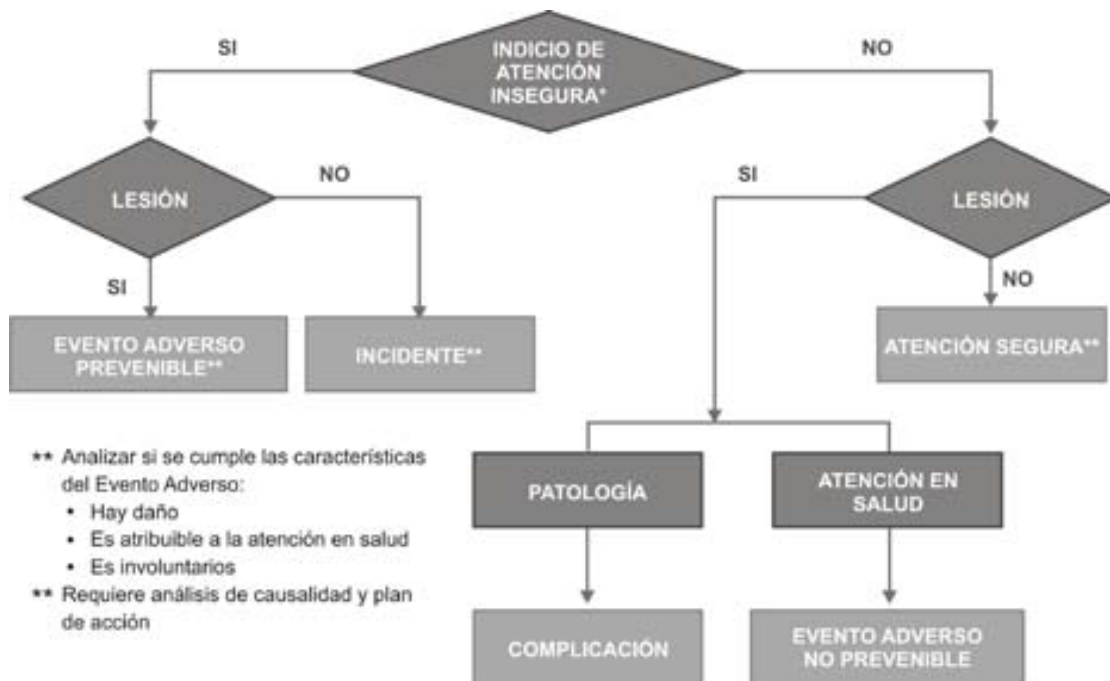 SI
INDICIO DE
ATENCIÓN
INSEGURA*
NO
LESIÓN
NO
SI
LESIÓN
SI
NO
EVENTO ADVERSO
PREVENIBLE**
INCIDENTE**
ATENCIÓN SEGURA**
** Analizar si se cumple las características
del Evento Adverso:
• Hay daño
• Es atribuible a la atención en salud
• Es involuntarios
** Requiere análisis de causalidad y plan
de acción
PATOLOGÍA
ATENCIÓN EN
SALUD
COMPLICACIÓN
EVENTO ADVERSO
NO PREVENIBLE